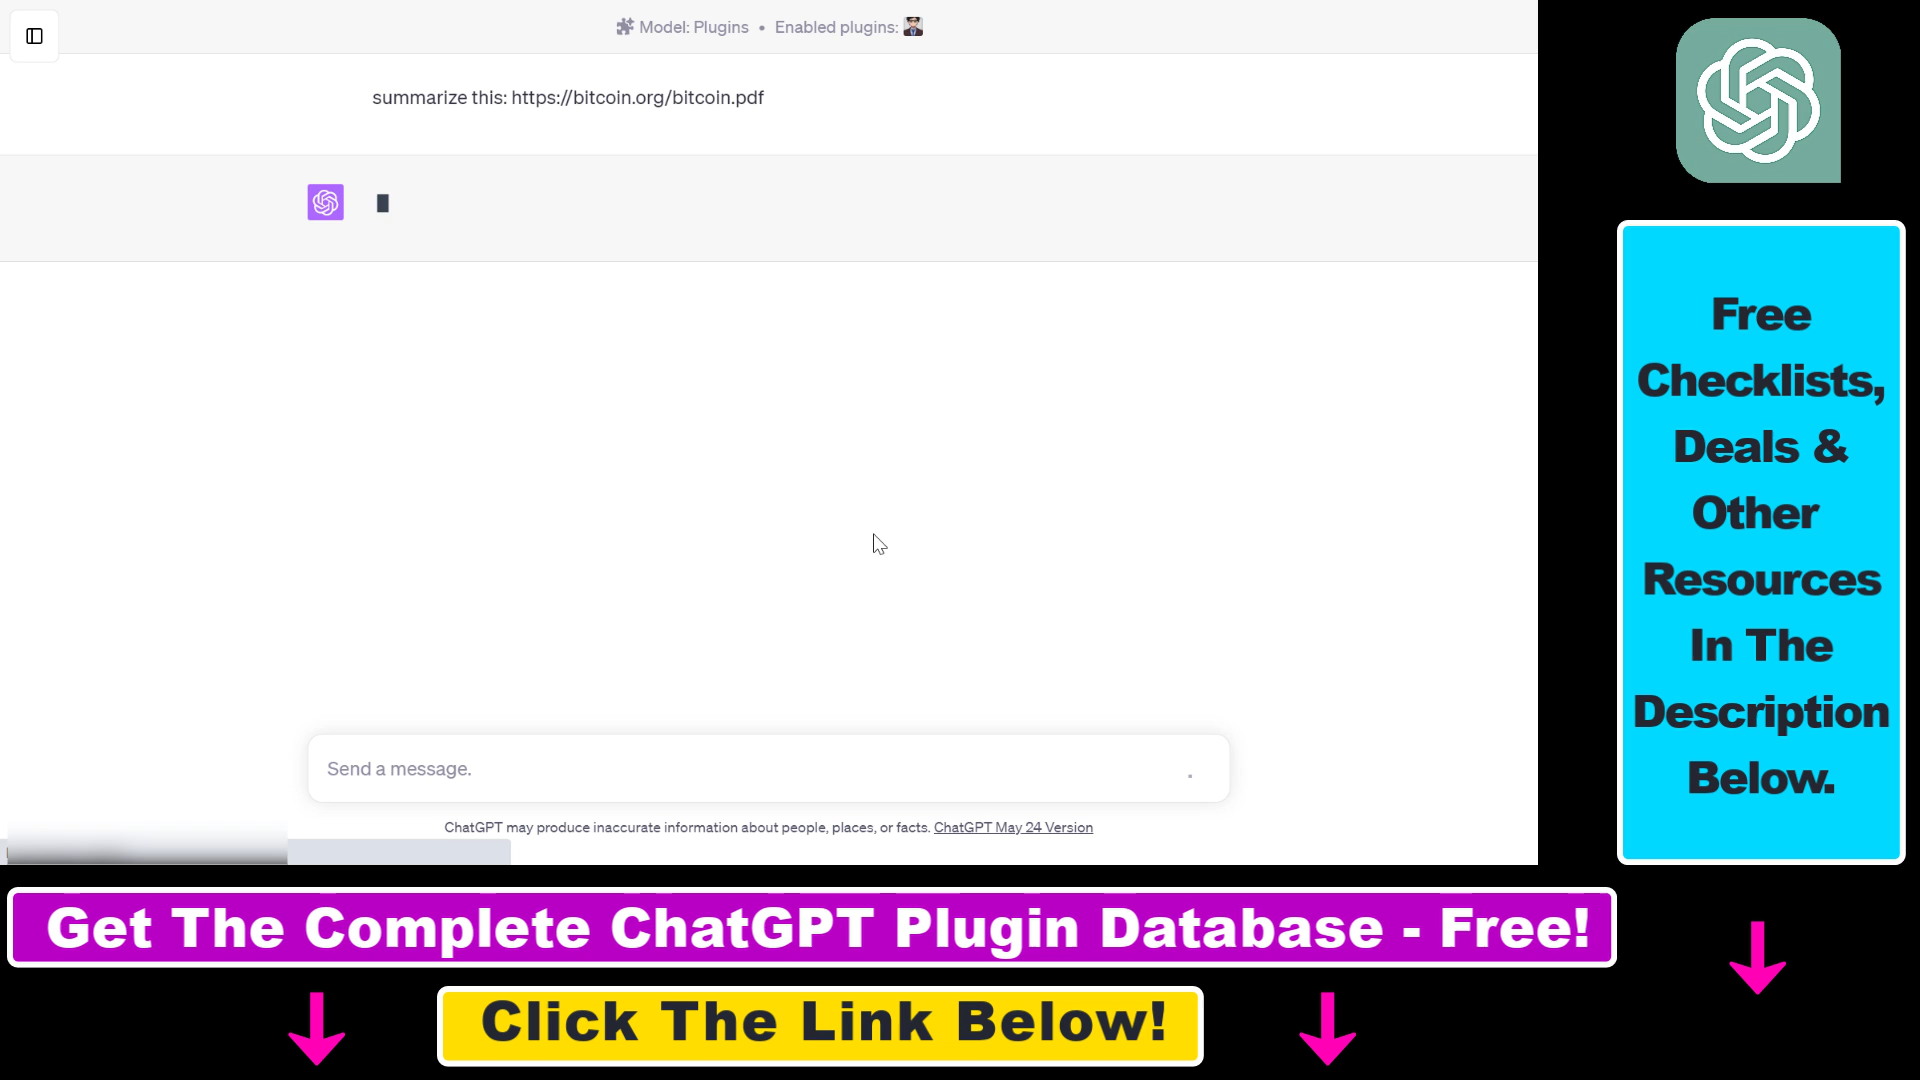 Model: Plugins • Enabled plugins:
summarize this: https://bitcoin.org/bitcoin.pdf
Send a message.
ChatGPT may produce inaccurate information about people, places, or facts. ChatGPT May 24 Version
Free
Checklists,
Deals &
Other
Resources
In The
Description
Below.
Get The Complete ChatGPT Plugin Database - Free!
Click The Link Below!